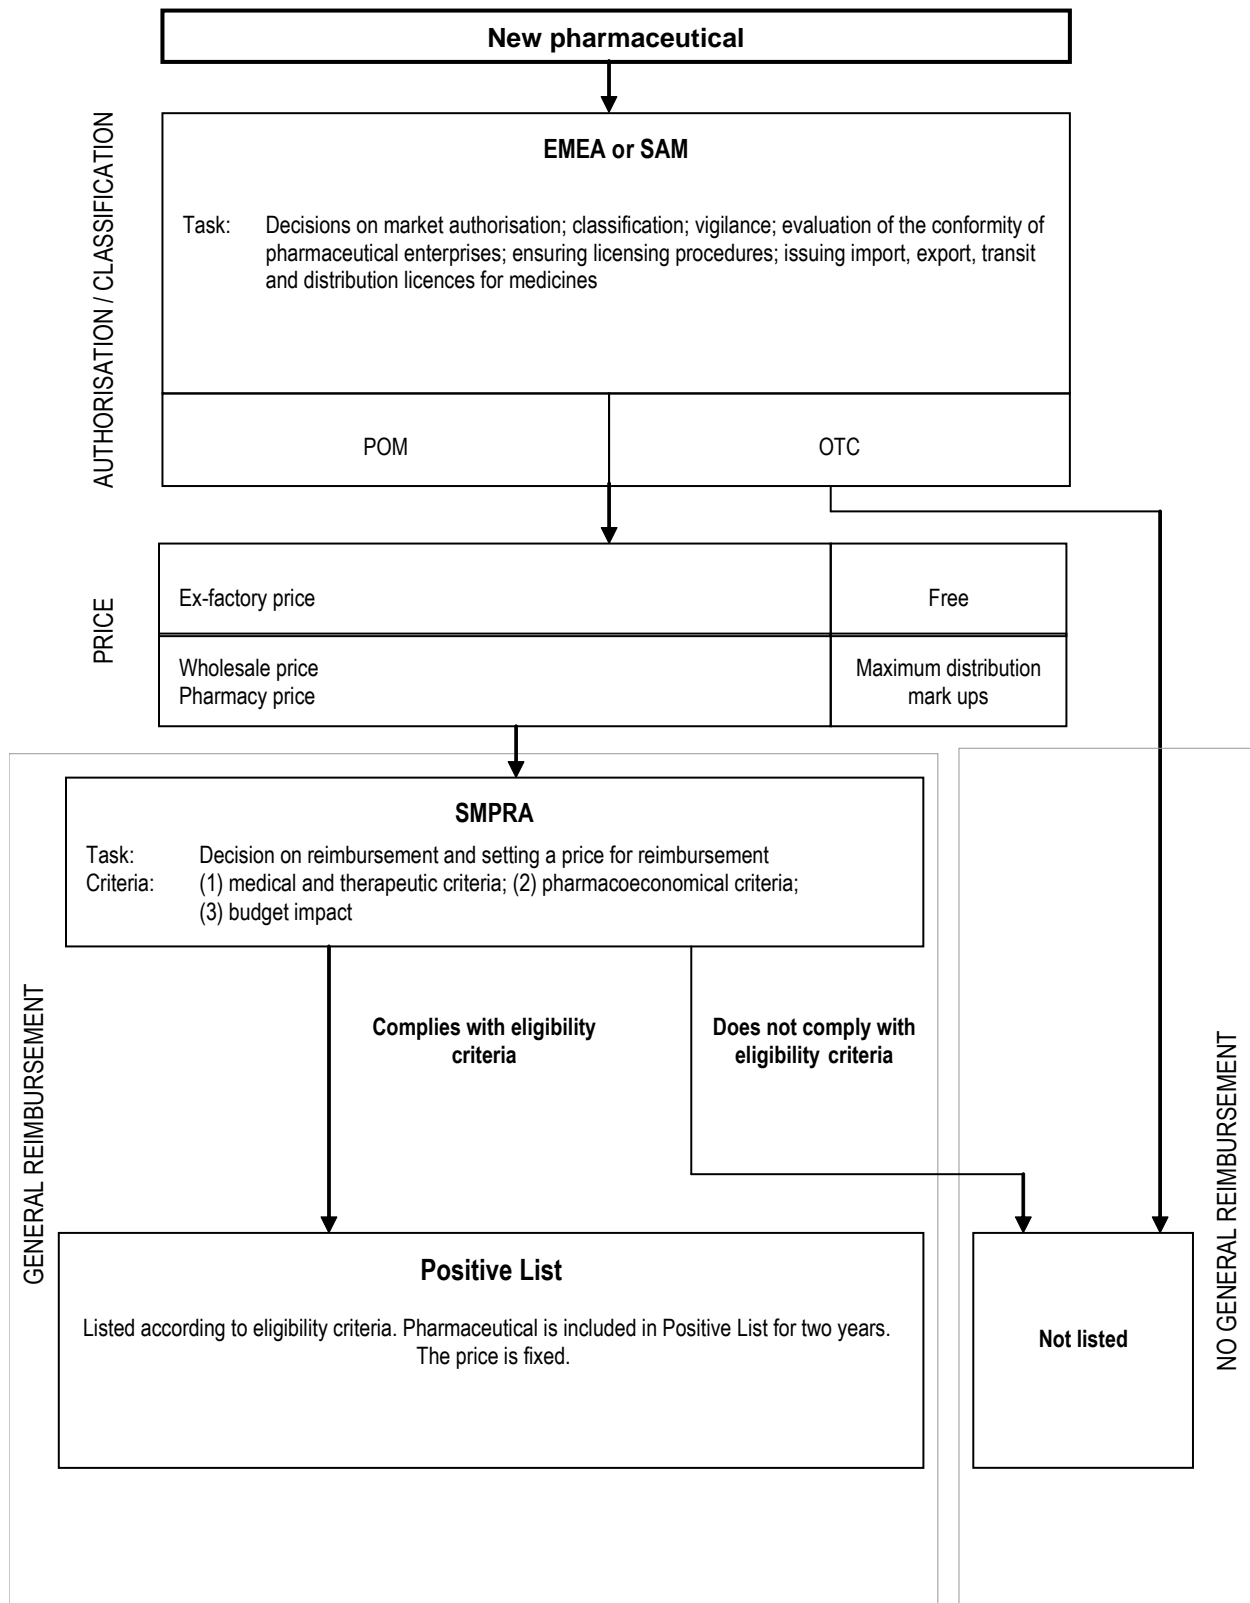 New pharmaceutical
AUTHORISATION / CLASSIFICATION
EMEA or SAM
Task: Decisions on market authorisation; classification; vigilance; evaluation of the conformity of
pharmaceutical enterprises; ensuring licensing procedures; issuing import, export, transit
and distribution licences for medicines
POM
OTC
PRICE
Ex-factory price
Free
Wholesale price
Pharmacy price
Maximum distribution
mark ups
GENERAL REIMBURSEMENT
SMPRA
Task: Decision on reimbursement and setting a price for reimbursement
Criteria: (1) medical and therapeutic criteria; (2) pharmacoeconomical criteria;
(3) budget impact
Complies with eligibility
criteria
Does not comply with
eligibility criteria
Positive List
Listed according to eligibility criteria. Pharmaceutical is included in Positive List for two years.
The price is fixed.
Not listed
NO GENERAL REIMBURSEMENT